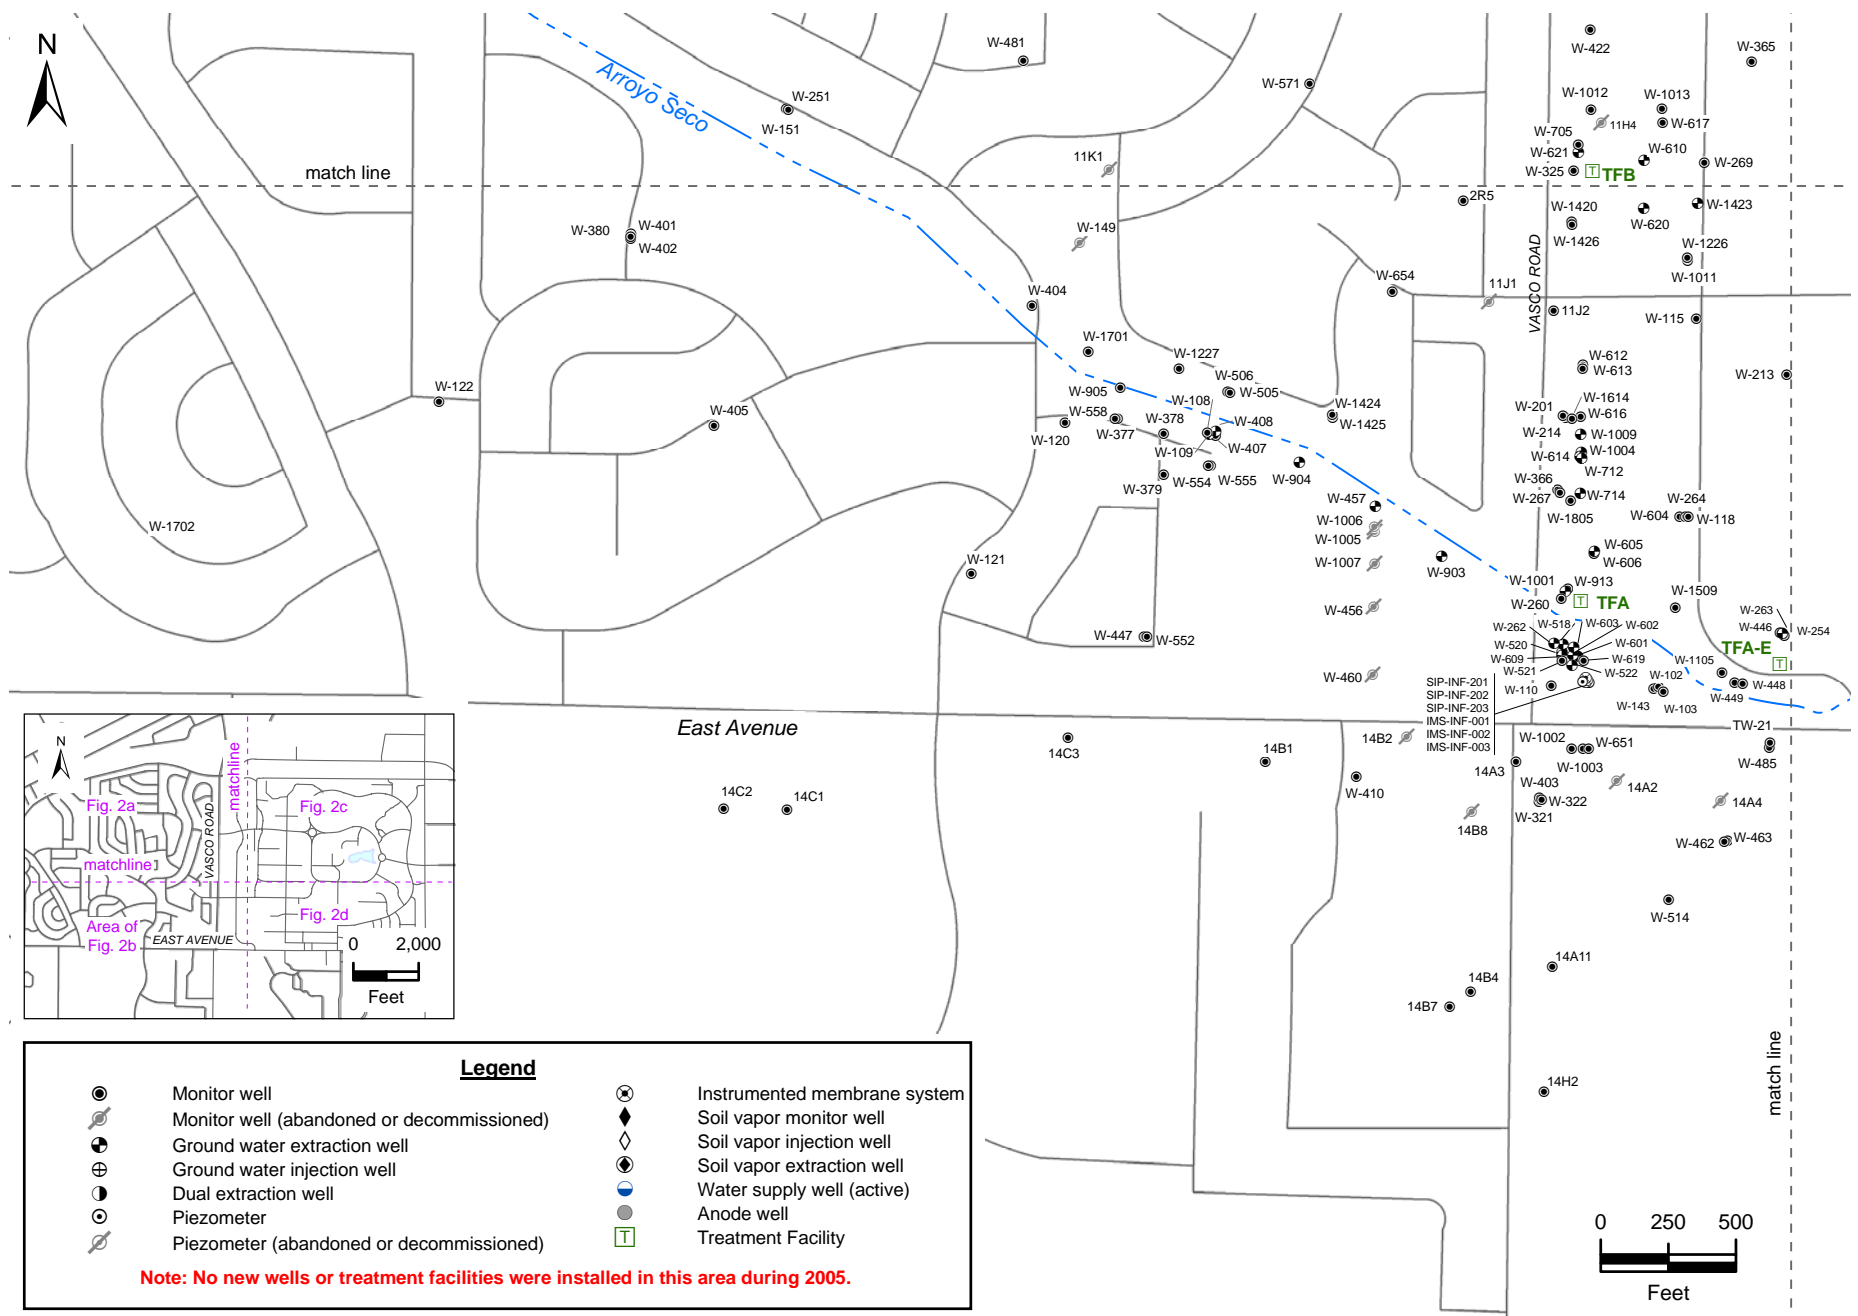 N
W-481
W-422
W-365
Arroyo Seco
W-571
W-251
W-151
W-1012
W-1013
11H4
W-617
W-705
W-621
W-610
W-325
TFB
W-269
11K1
match line
2R5
W-149
W-380
W-401
W-402
W-1420
W-1426
W-620
W-1423
W-1226
W-1011
W-654
11J1
VASCO ROAD
W-404
11J2
W-115
W-1701
W-1227
W-612
W-613
W-213
W-122
W-905
W-506
W-505
W-108
W-405
W-558
W-378
W-408
W-1424
W-1425
W-201
W-1614
W-616
W-120
W-377
W-109
W-407
W-214
W-1009
W-1004
W-614
W-712
W-379
W-554
W-555
W-904
W-366
W-267
W-714
W-264
W-457
W-1702
W-1006
W-1005
W-1805
W-604
W-118
W-1007
W-903
W-605
W-606
W-121
W-1001
W-913
W-260
TFA
W-1509
W-456
W-263
W-446
W-254
W-447
W-552
W-262
W-518
W-603
W-602
W-520
W-601
TFA-E
W-609
W-619
W-1105
W-521
W-522
W-102
W-460
SIP-INF-201
SIP-INF-202
SIP-INF-203
IMS-INF-001
IMS-INF-002
IMS-INF-003
W-110
W-143
W-103
W-449
W-448
East Avenue
14C3
14B1
14B2
W-1002
W-651
W-1003
TW-21
W-485
14A3
W-410
W-403
W-322
W-321
14A2
14A4
14C2
14C1
14B8
W-462
W-463
W-514
14A11
14B4
14B7
14H2
match line
N
matchline
Fig. 2a
Fig. 2c
VASCO ROAD
matchline
Area of
Fig. 2b
Fig. 2d
EAST AVENUE
0 2,000
Feet
Legend
Monitor well
Monitor well (abandoned or decommissioned)
Ground water extraction well
Ground water injection well
Dual extraction well
Piezometer
Piezometer (abandoned or decommissioned)
Instrumented membrane system
Soil vapor monitor well
Soil vapor injection well
Soil vapor extraction well
Water supply well (active)
Anode well
T Treatment Facility
Note: No new wells or treatment facilities were installed in this area during 2005.
0 250 500
Feet